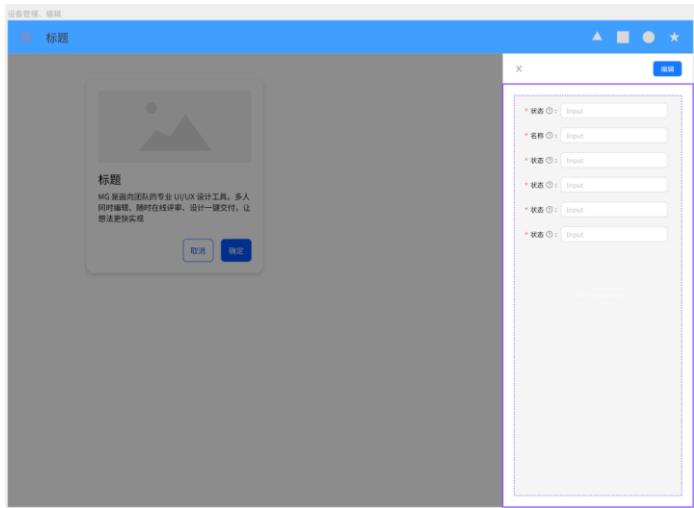 设备管理、编辑
标题
编辑
* 状态 :
Input
* 名称 :
Input
* 状态 :
Input
* 状态 :
Input
* 状态 :
Input
* 状态 :
Input
标题
MG 是面向团队的专业 UI/UX 设计工具。多人
同时编辑、随时在线评审、设计一键交付，让
想法更快实现
取消
确定